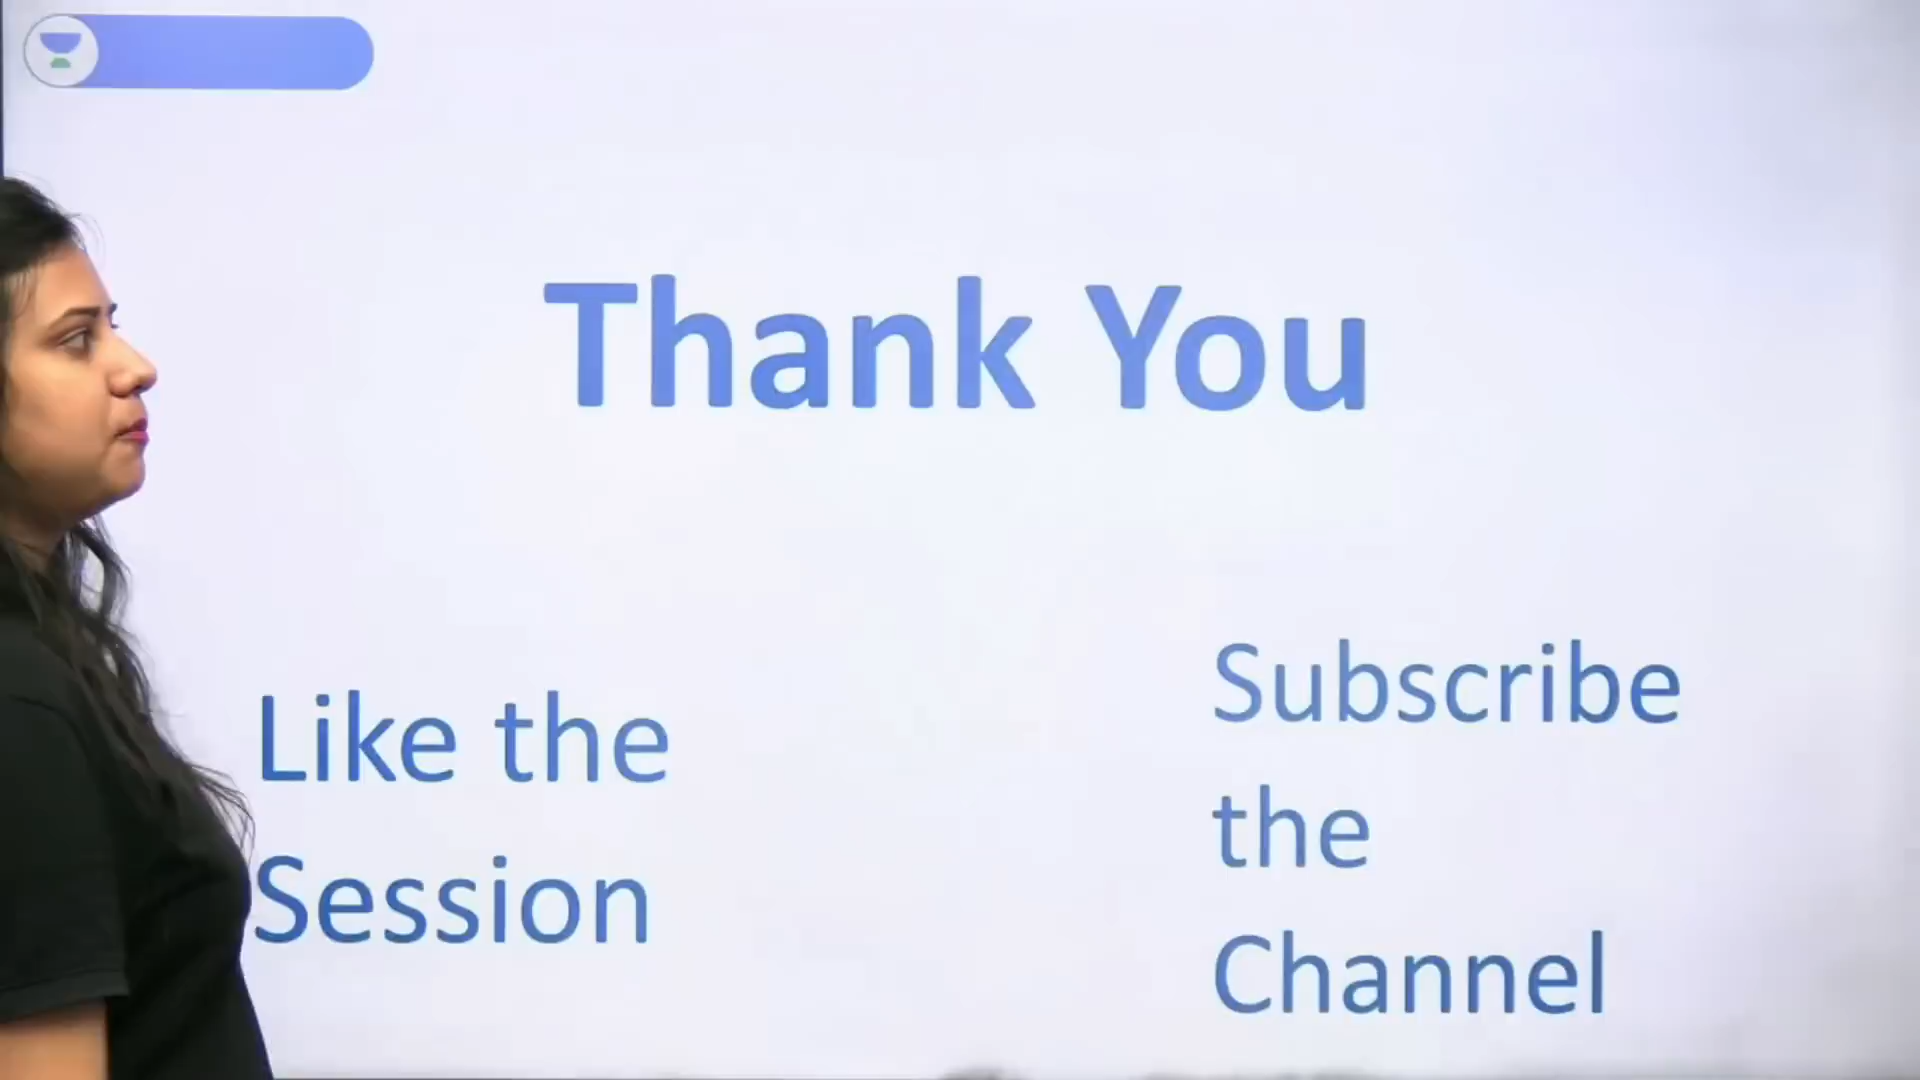 Thank You
Like the
Session
Subscribe
the
Channel